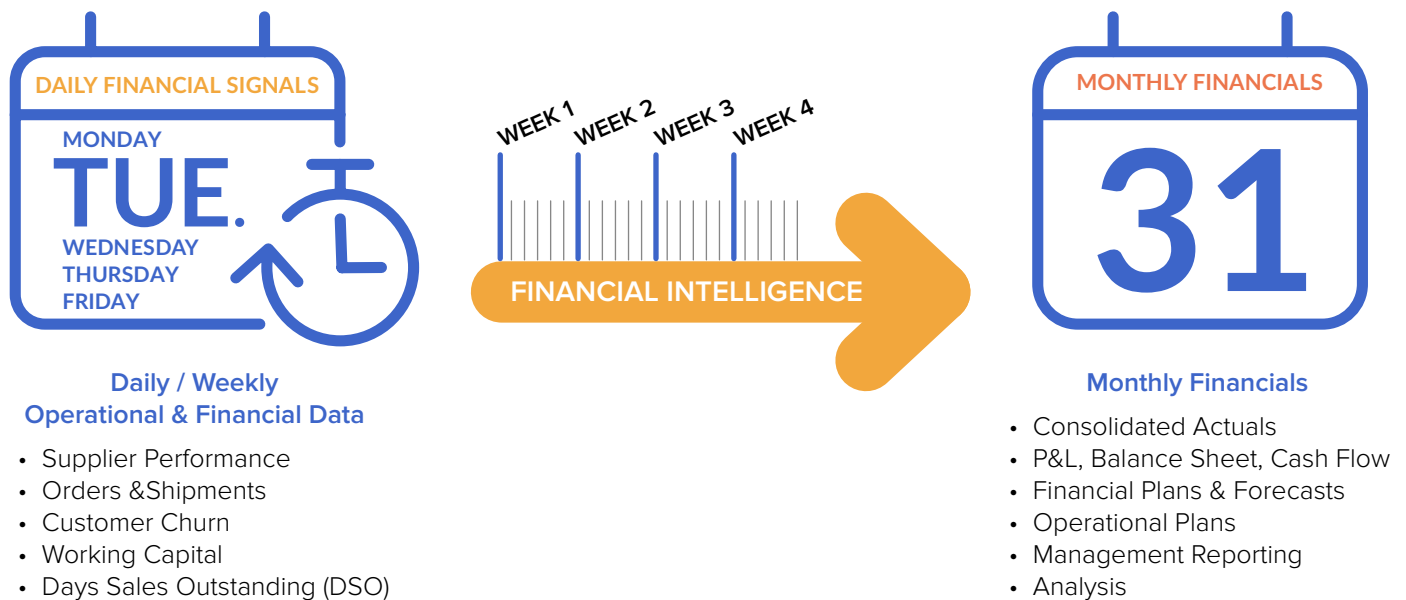 DAILY FINANCIAL SIGNALS
MONDAY
TUE.
WEDNESDAY
THURSDAY
FRIDAY
Daily / Weekly
Operational & Financial Data
• Supplier Performance
• Orders &Shipments
• Customer Churn
• Working Capital
• Days Sales Outstanding (DSO)
WEEK 1
WEEK 2
WEEK 3
WEEK 4
FINANCIAL INTELLIGENCE
MONTHLY FINANCIALS
31
Monthly Financials
• Consolidated Actuals
• P&L, Balance Sheet, Cash Flow
• Financial Plans & Forecasts
• Operational Plans
• Management Reporting
• Analysis